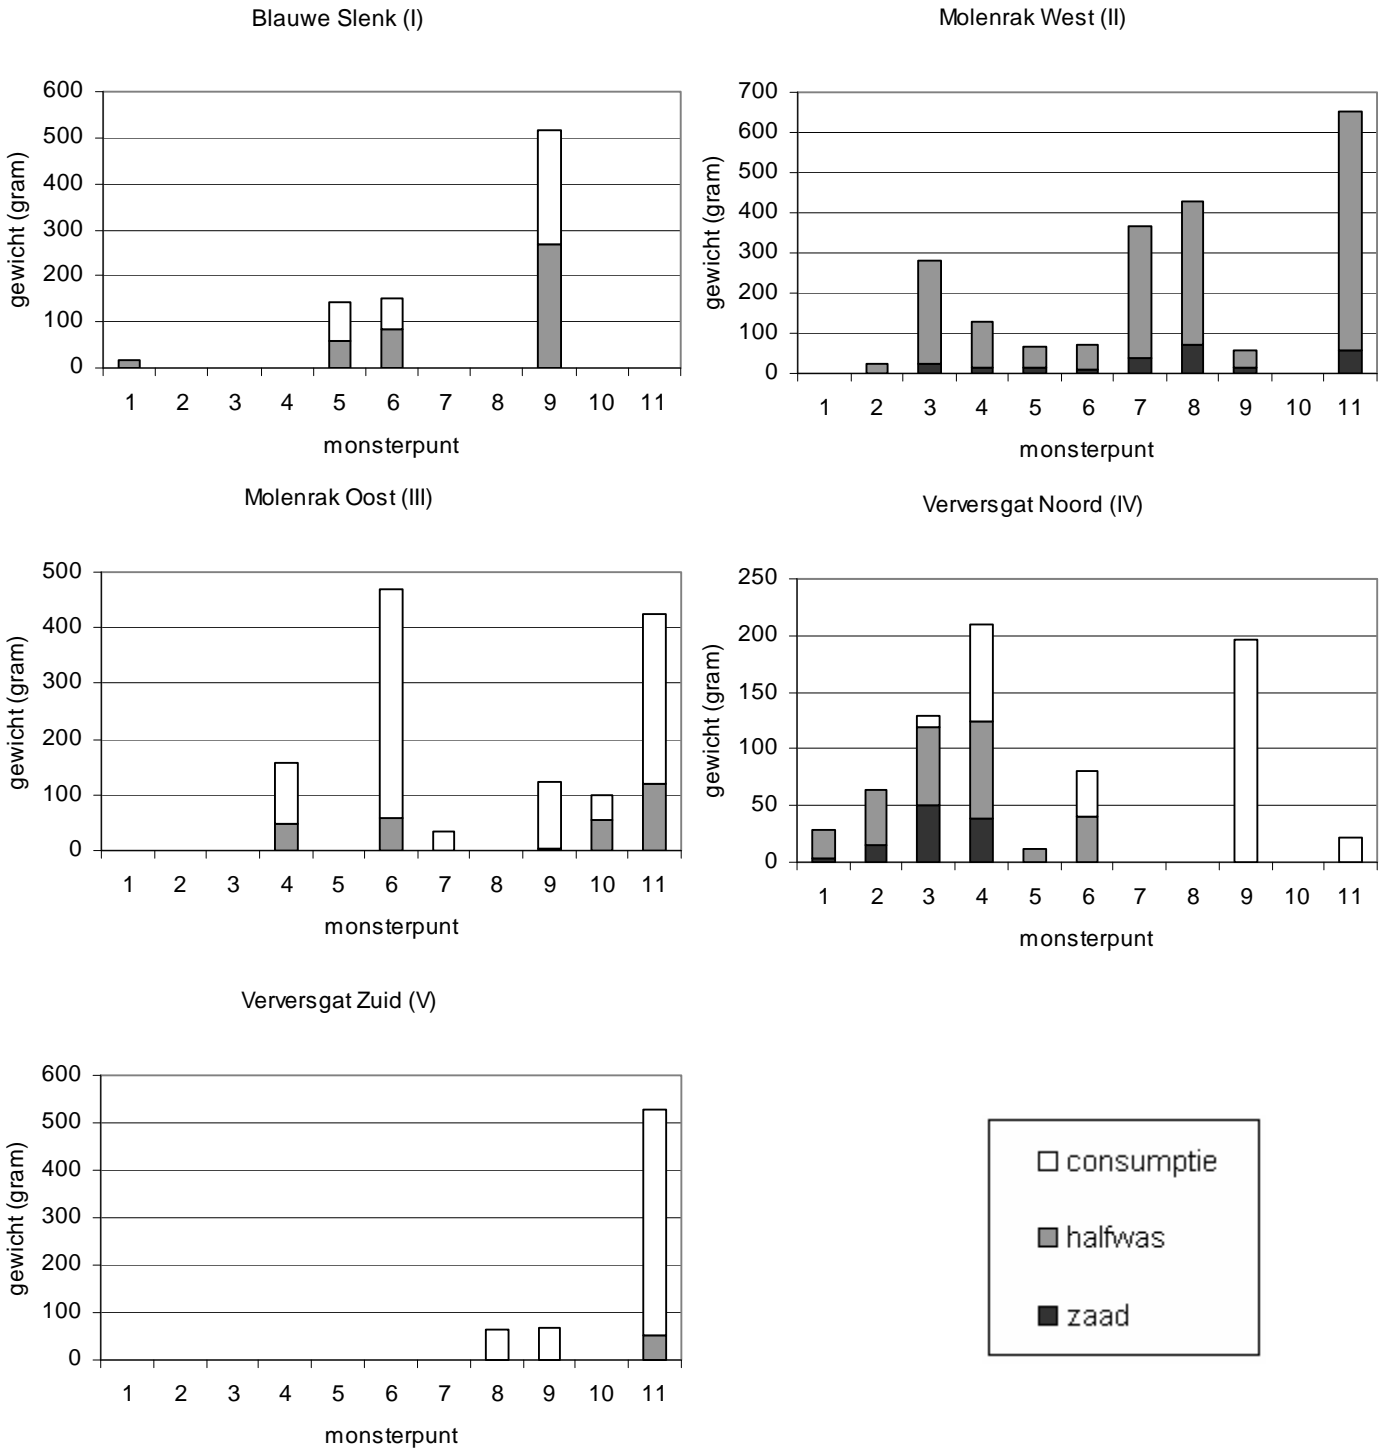 Blauwe Slenk (I)
gewicht (gram)
600
500
400
300
200
100
0
1 2 3 4 5 6 7 8 9 10 11
monsterpunt
Molenrak West (II)
gewicht (gram)
700
600
500
400
300
200
100
0
1 2 3 4 5 6 7 8 9 10 11
monsterpunt
Molenrak Oost (III)
gewicht (gram)
500
400
300
200
100
0
1 2 3 4 5 6 7 8 9 10 11
monsterpunt
Ververs gat Noord (IV)
gewicht (gram)
250
200
150
100
50
0
1 2 3 4 5 6 7 8 9 10 11
monsterpunt
Ververs gat Zuid (V)
gewicht (gram)
600
500
400
300
200
100
0
1 2 3 4 5 6 7 8 9 10 11
monsterpunt
consumptie
halfwas
zaad